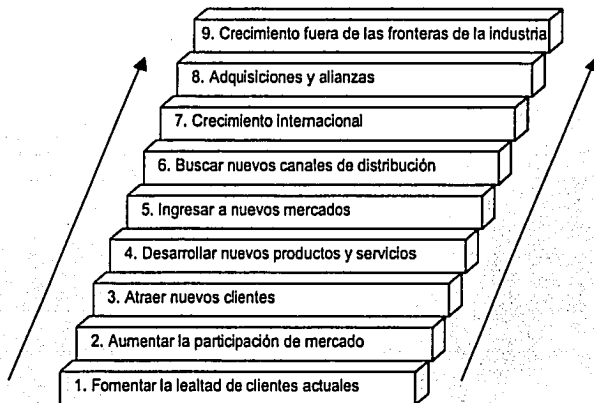 9. Crecimiento fuera de las fronteras de la industria
8. Adquisiciones y alianzas
7. Crecimiento internacional
6. Buscar nuevos canales de distribución
5. Ingresar a nuevos mercados
4. Desarrollar nuevos productos y servicios
3. Atraer nuevos clientes
2. Aumentar la participación de mercado
1. Fomentar la lealtad de clientes actuales